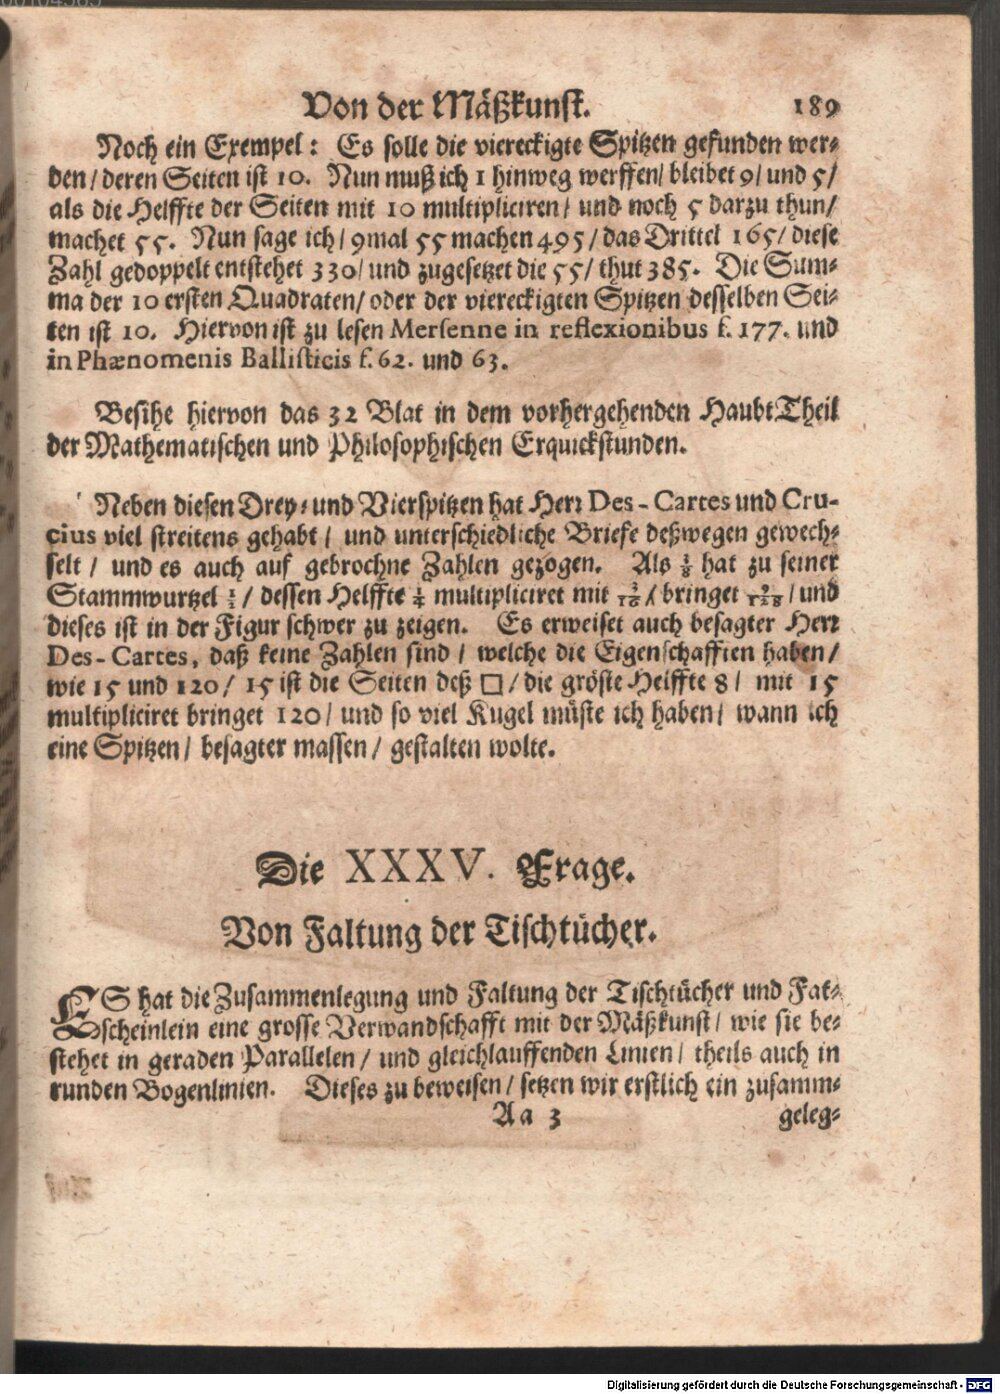 Von der Mäßkunst. 189
Noch ein Exempel: Es solle die viereckigte Spitzen gefunden wer-
den/ deren Seiten ist 10. Nun muß ich 1 hinweg werffen/ bleibet 9/ und 5/
als die Helffte der Seiten mit 10 multipliciren/ und noch 5 darzu thun/
machet 55. Nun sage ich/ 9mal 55 machen 495/ das Drittel 165/ diese
Zahl gedoppelt entstehet 330/ und zugesetzet die 55/ thut 385. Die Sum-
ma der 10 ersten Quadraten/ oder der viereckigten Spitzen desselben Sei-
ten ist 10. Hiervon ist zu lesen Mersenne in reflexionibus f. 177. und
in Phænomenis Ballisticis f. 62. und 63.
Besihe hiervon das 32 Blat in dem vorhergehenden HaubtTheil
der Mathematischen und Philosophischen Erquickstunden.
Neben diesen Drey- und Vierspitzen hat Herr Des-Cartes und Cru-
cius viel streitens gehabt/ und unterschiedliche Briefe deßwegen gewech-
selt/ und es auch auf gebrochne Zahlen gezogen. Als 3/8 hat zu seiner
Stammwurtzel 1/2/ dessen Helffte 1/4 multipliciret mit bringet und
dieses ist in der Figur schwer zu zeigen. Es erweiset auch besagter Herr
Des-Cartes, daß keine Zahlen sind/ welche die Eigenschafften haben/
wie 15 und 120/ 15 ist die Seiten deß □/ die gröste Helffte 8/ mit 15
multipliciret bringet 120/ und so viel Kugel müste ich haben/ wann ich
eine Spitzen/ besagter massen/ gestalten wolte.
Die XXXV. Frage.
Von Faltung der Tischtücher.
ES hat die Zusammenlegung und Faltung der Tischtücher und Fat-
scheinlein eine grosse Verwandschafft mit der Mäßkunst/ wie sie be-
stehet in geraden Parallelen/ und gleichlauffenden Linien/ theils auch in
runden Bogenlinien. Dieses zu beweisen/ setzen wir erstlich ein zusamm-
Aa 3 geleg-
Digitalisierung gefördert durch die Deutsche Forschungsgemeinschaft - DFG